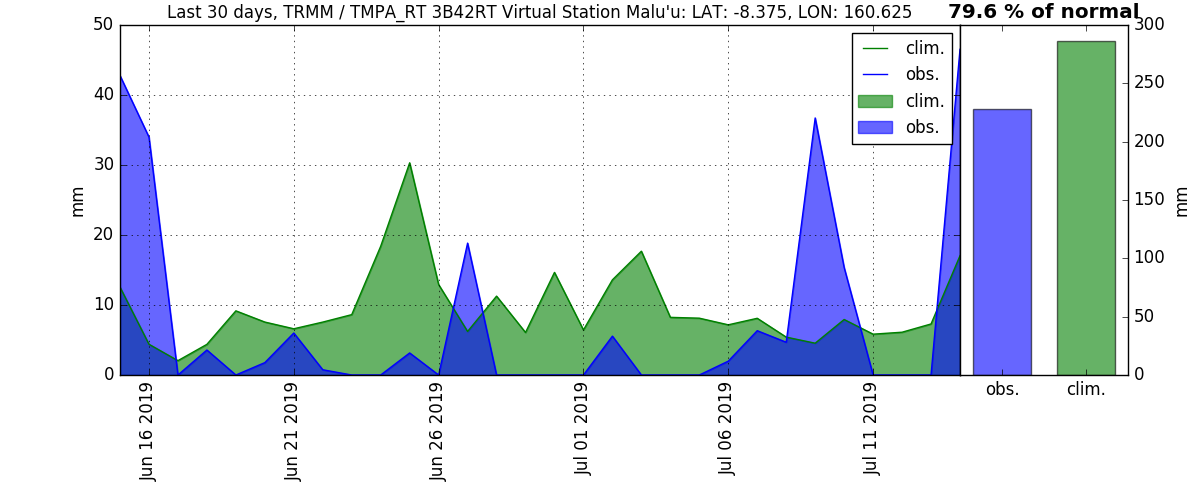 Last 30 days, TRMM / TMPA_RT 3B42RT Virtual Station Malu'u: LAT: -8.375, LON: 160.625
79.6 % of normal
50
40
30
20
10
0
mm
clim.
obs.
clim.
obs.
300
250
200
150
100
50
0
mm
Jun 16 2019
Jun 21 2019
Jun 26 2019
Jul 01 2019
Jul 06 2019
Jul 11 2019
obs.
clim.